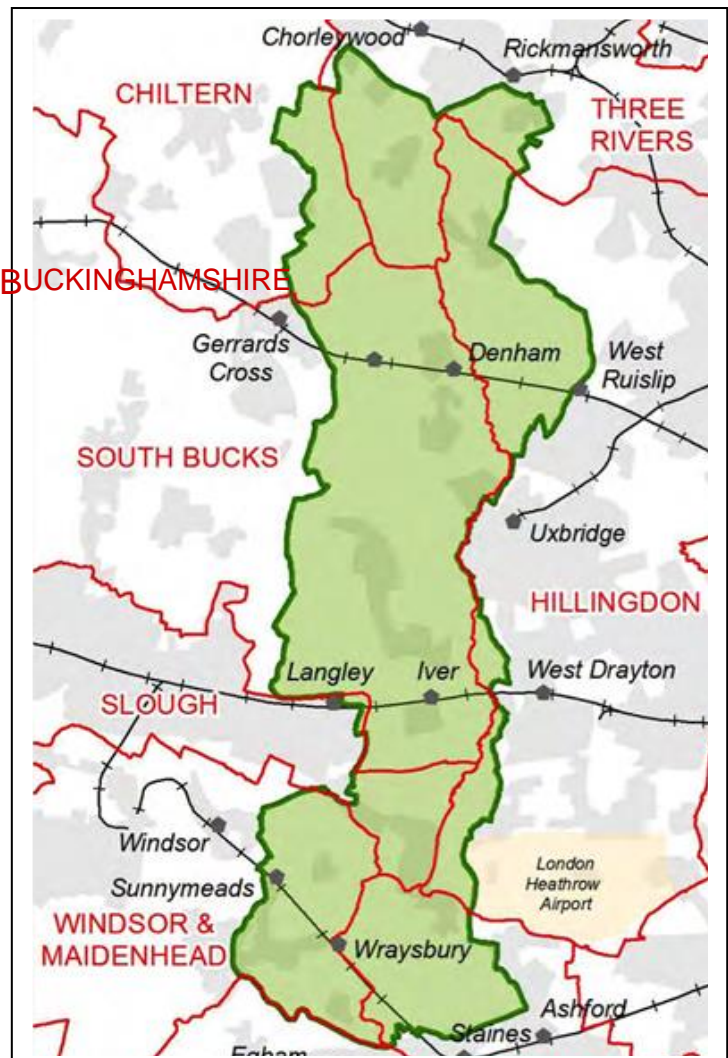 Chorleywood
Rickmansworth
CHILTERN
THREE
RIVERS
BUCKINGHAMSHIRE
Gerrards
Cross
Denham
West
Ruislip
SOUTH BUCKS
Uxbridge
HILLINGDON
Langley
Iver
West Drayton
SLOUGH
Windsor
Sunnymeads
London
Heathrow
Airport
WINDSOR &
MAIDENHEAD
Wraysbury
Ashford
Staines
Egham